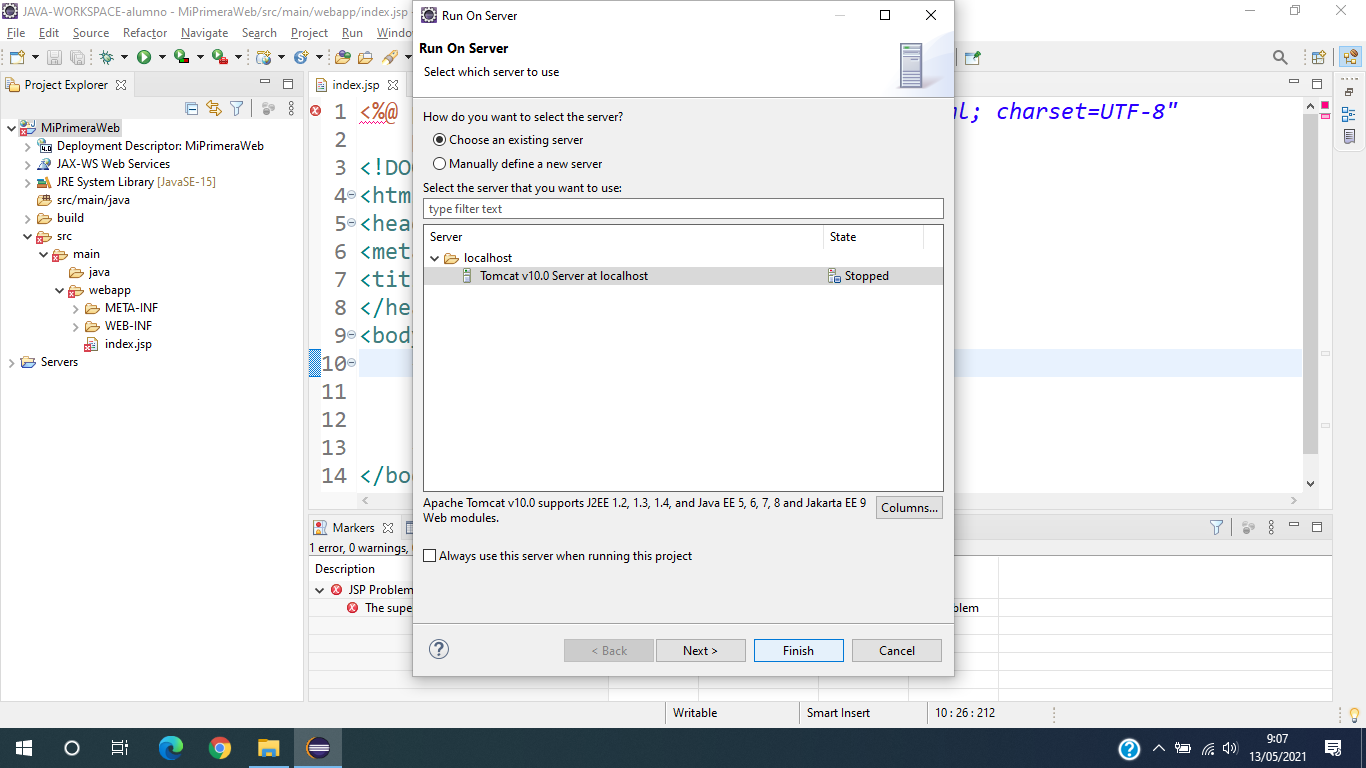 JAVA-WORKSPACE-alumno - MiPrimeraWeb/src/main/webapp/index.jsp -
File Edit Source Refactor Navigate Search Project Run
Project Explorer
MiPrimeraWeb
Deployment Descriptor: MiPrimeraWeb
JAX-WS Web Services
JRE System Library [JavaSE-15]
src/main/java
build
src
main
java
webapp
META-INF
WEB-INF
index.jsp
Servers
index.jsp
1 <%@ ; charset=UTF-8"
2
3 <!DO
4 <htm
5 <hea
6 <met
7 <tit
8 </he
9 <bod
10
11
12
13
14 </bo
Run On Server
Run On Server
Select which server to use
How do you want to select the server?
Choose an existing server
Manually define a new server
Select the server that you want to use:
type filter text
Server State
localhost
Tomcat v10.0 Server at localhost Stopped
Apache Tomcat v10.0 supports J2EE 1.2, 1.3, 1.4, and Java EE 5, 6, 7, 8 and Jakarta EE 9
Web modules.
Columns...
Always use this server when running this project
? < Back Next > Finish Cancel
Markers
1 error, 0 warnings,
Description
JSP Problem
The supe blem
Writable Smart Insert 10 : 26 : 212
9:07
13/05/2021